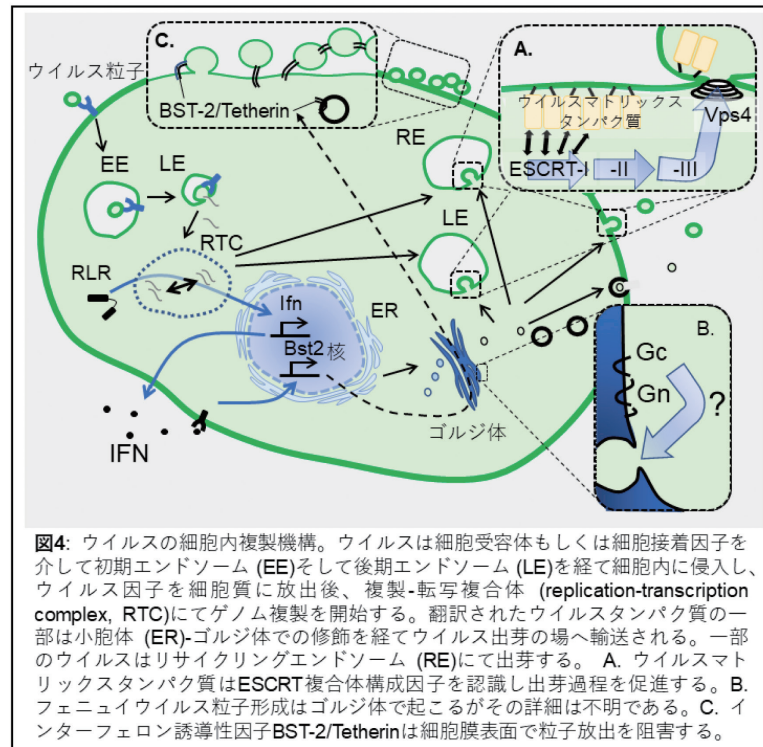 C.
A.
ウイルス粒子
BST-2/Tetherin
ウイルスマトリックス
タンパク質
Vps4
ESCRT-I
-II
-III
EE
LE
RE
LE
RTC
RLR
Ifn
ER
Bst2
核
IFN
ゴルジ体
B.
Gc
Gn
?
図4: ウイルスの細胞内複製機構。ウイルスは細胞受容体もしくは細胞接着因子を
介して初期エンドソーム (EE)そして後期エンドソーム (LE)を経て細胞内に侵入し、
ウイルス因子を細胞質に放出後、複製-転写複合体 (replication-transcription
complex, RTC)にてゲノム複製を開始する。翻訳されたウイルスタンパク質の一
部は小胞体 (ER)-ゴルジ体での修飾を経てウイルス出芽の場へ輸送される。一部
のウイルスはリサイクリングエンドソーム (RE)にて出芽する。 A. ウイルスマト
リックスタンパク質はESCRT複合体構成因子を認識し出芽過程を促進する。B.
フェニュイウイルス粒子形成はゴルジ体で起こるがその詳細は不明である。C. イ
ンターフェロン誘導性因子BST-2/Tetherinは細胞膜表面で粒子放出を阻害する。